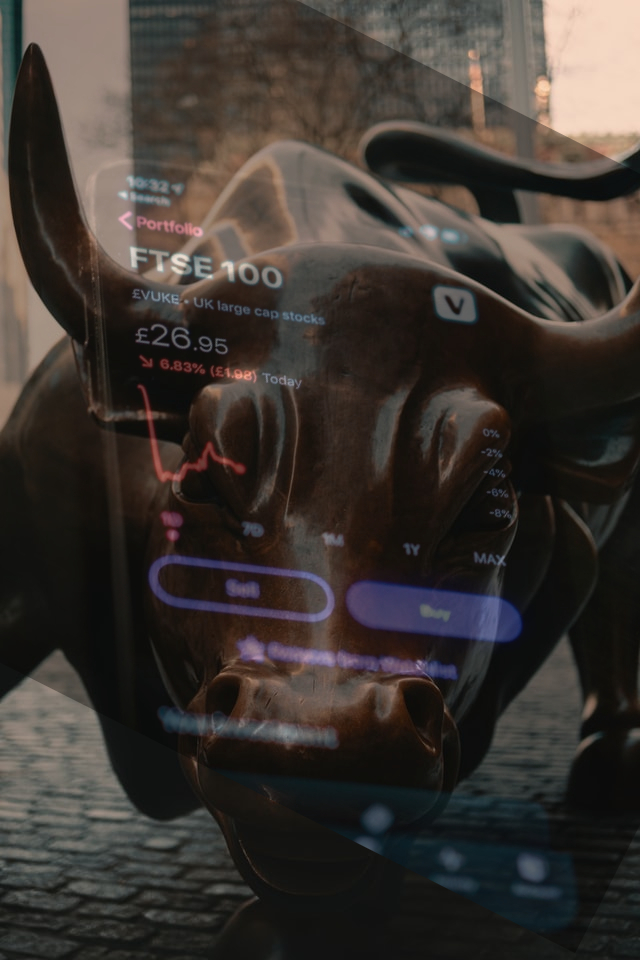 10:32
Search
Portfolio
FTSE 100
£VUKE • UK large cap stocks
V
£26.95
6.83% (£1.98) Today
0%
-2%
-4%
-6%
-8%
1D
7D
1M
1Y
MAX
Sell
Buy